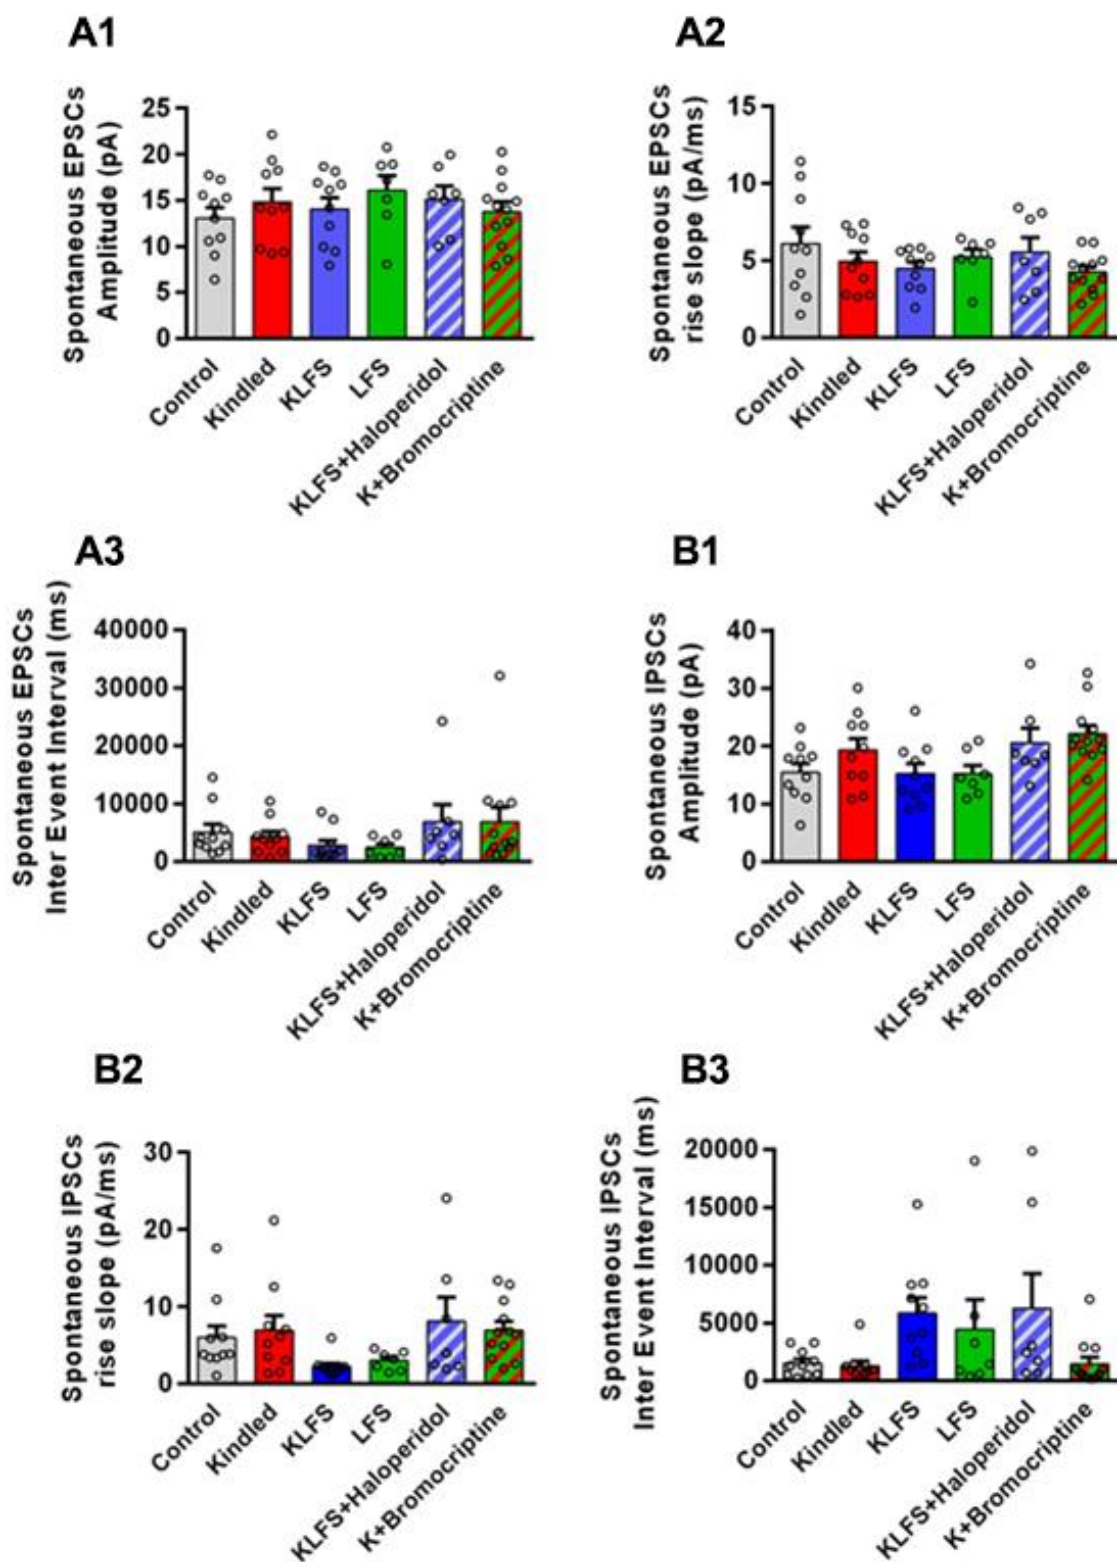 A1
Spontaneous EPSCs
Amplitude (pA)
25
20
15
10
5
0
Control
Kindled
KLFS
LFS
KLFS+Haloperidol
K+Bromocriptine
A2
Spontaneous EPSCs
rise slope (pA/ms)
15
10
5
0
Control
Kindled
KLFS
LFS
KLFS+Haloperidol
K+Bromocriptine
A3
Spontaneous EPSCs
Inter Event Interval (ms)
40000
30000
20000
10000
0
Control
Kindled
KLFS
LFS
KLFS+Haloperidol
K+Bromocriptine
B1
Spontaneous IPSCs
Amplitude (pA)
40
30
20
10
0
Control
Kindled
KLFS
LFS
KLFS+Haloperidol
K+Bromocriptine
B2
Spontaneous IPSCs
rise slope (pA/ms)
30
20
10
0
Control
Kindled
KLFS
LFS
KLFS+Haloperidol
K+Bromocriptine
B3
Spontaneous IPSCs
Inter Event Interval (ms)
20000
15000
10000
5000
0
Control
Kindled
KLFS
LFS
KLFS+Haloperidol
K+Bromocriptine